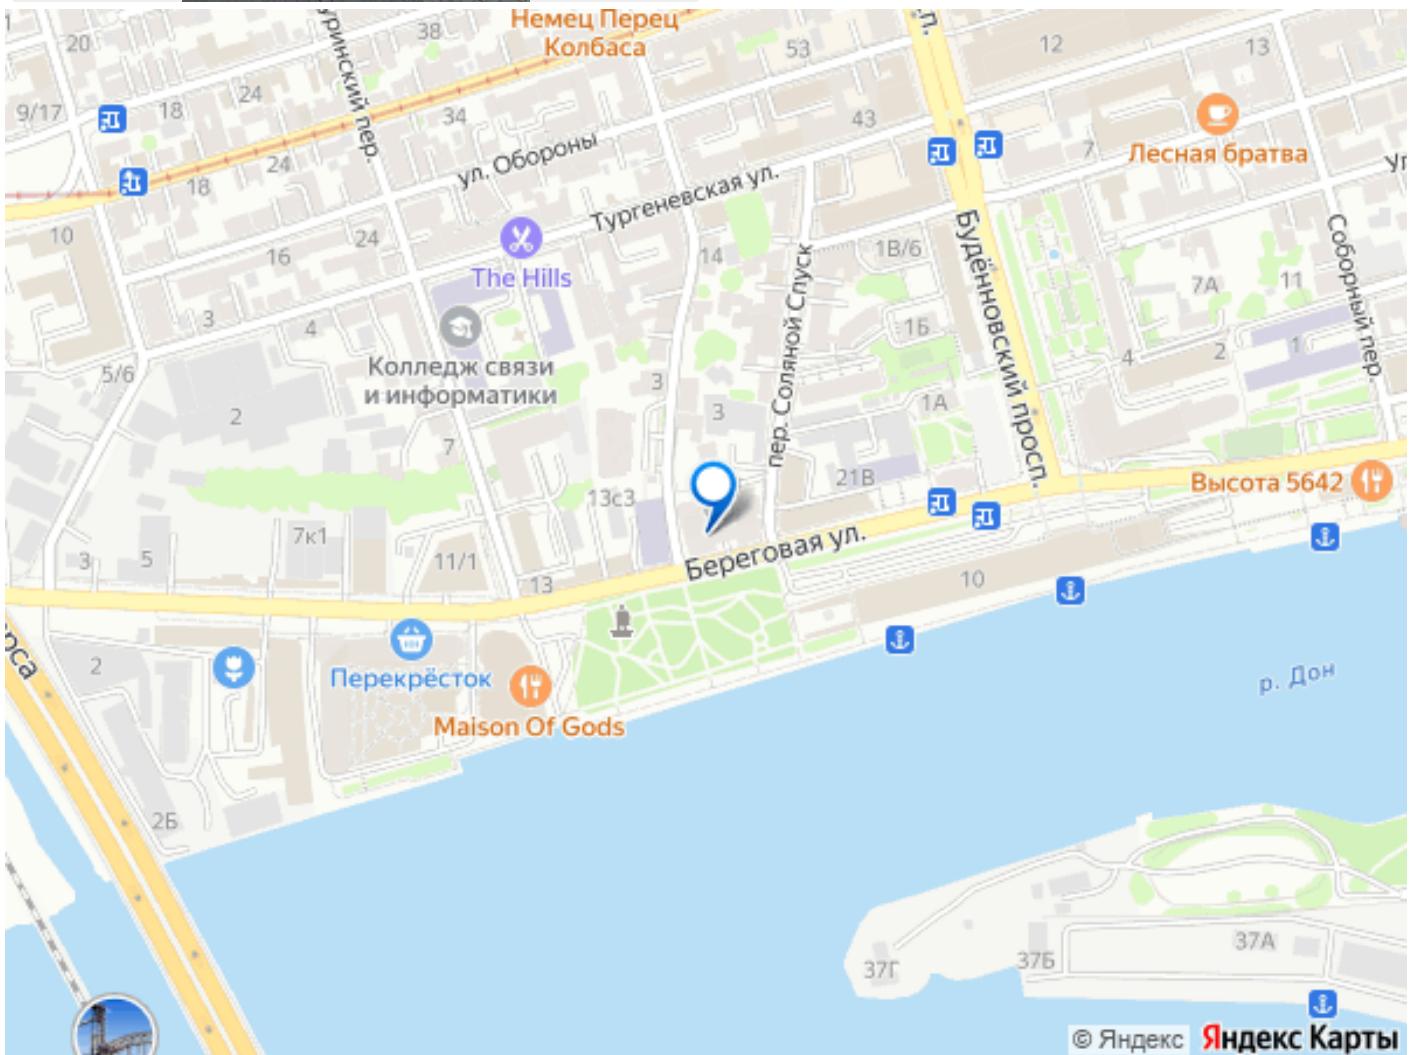 Немец Перец
Колбаса
38
20
53
12
13
9/17
18
24
34
43
ул. Обороны
Лесная братва
7
18
24
Тургеневская ул.
10
16
24
The Hills
14
1В/6
Будённовский просп.
Соборный пер.
7А
11
3
4
1Б
пер. Соляной Спуск
5/6
Колледж связи
и информатики
3
3
4
2
1
2
1А
7
21В
Высота 5642
13с3
7к1
Береговая ул.
3
5
11/1
13
10
2
Перекрёсток
Maison Of Gods
р. Дон
2Б
37Г
37Б
37А
© Яндекс Яндекс Карты